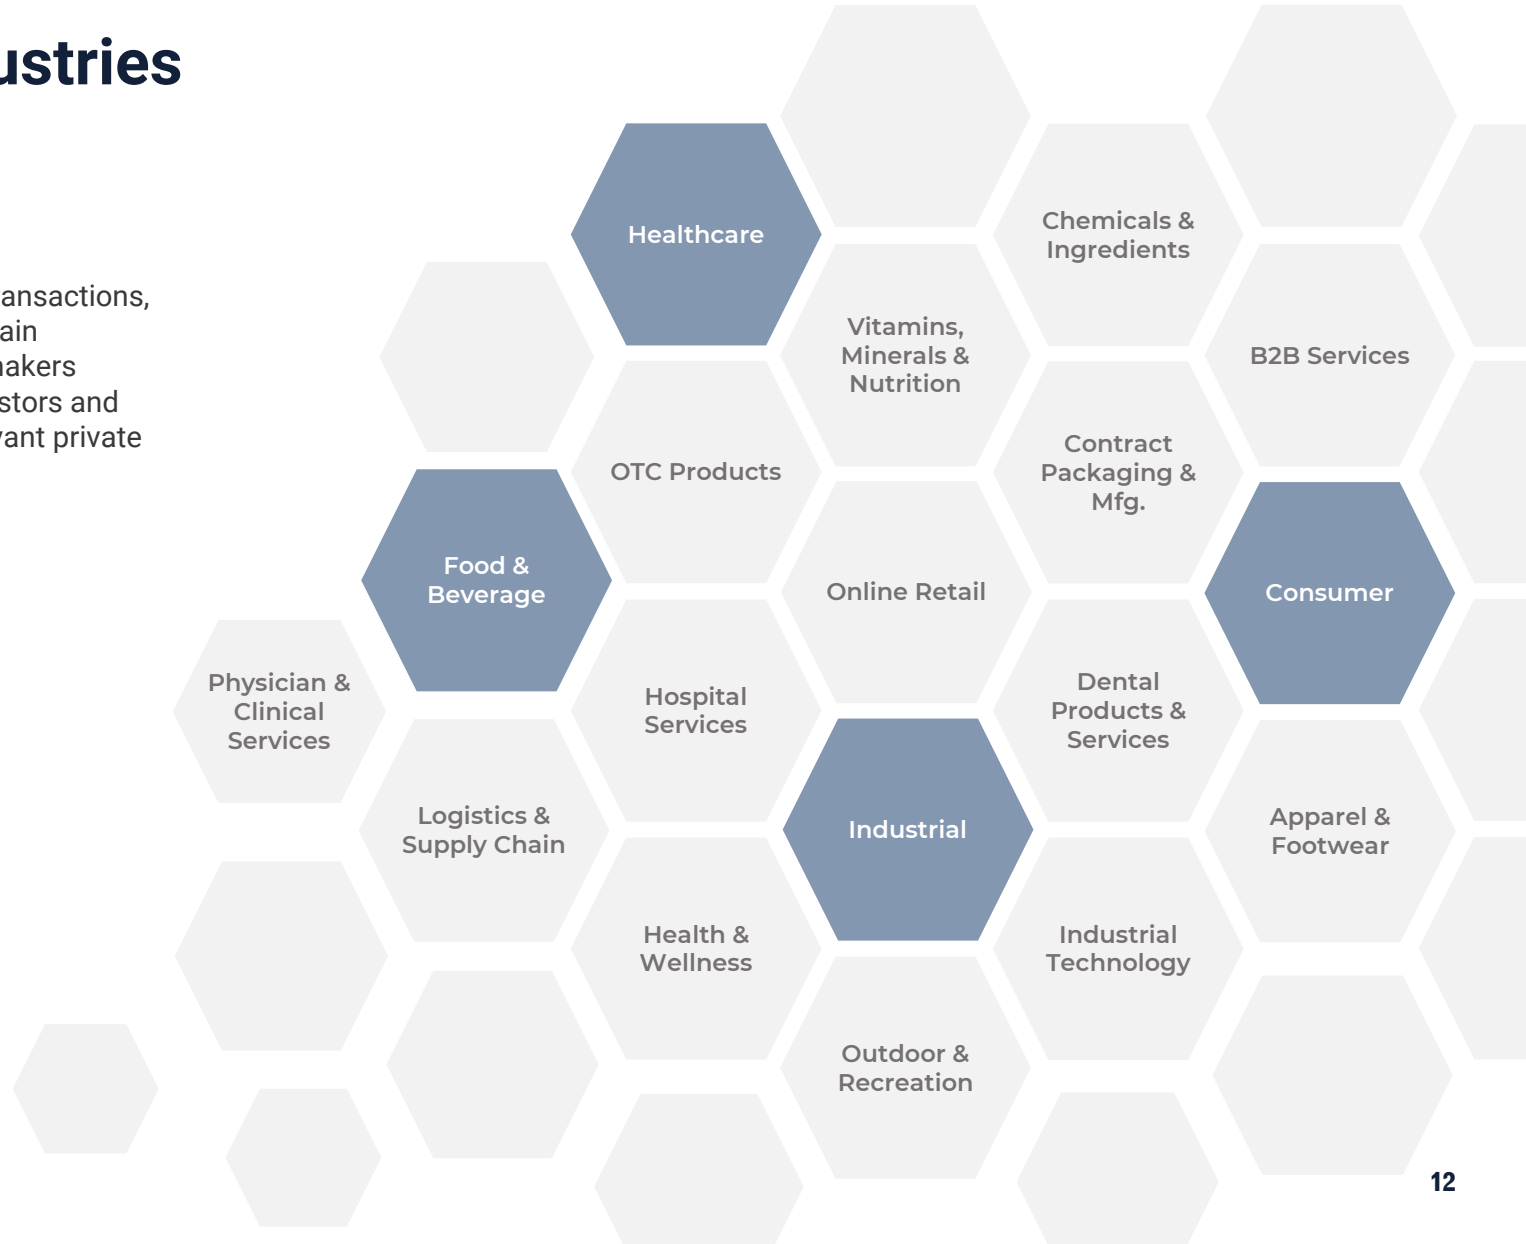 ustries
ansactions,
ain
nakers
stors and
vant private
Healthcare
Chemicals &
Ingredients
Vitamins,
Minerals &
Nutrition
B2B Services
OTC Products
Contract
Packaging &
Mfg.
Food &
Beverage
Online Retail
Consumer
Physician &
Clinical
Services
Hospital
Services
Dental
Products &
Services
Logistics &
Supply Chain
Industrial
Apparel &
Footwear
Health &
Wellness
Industrial
Technology
Outdoor &
Recreation
12